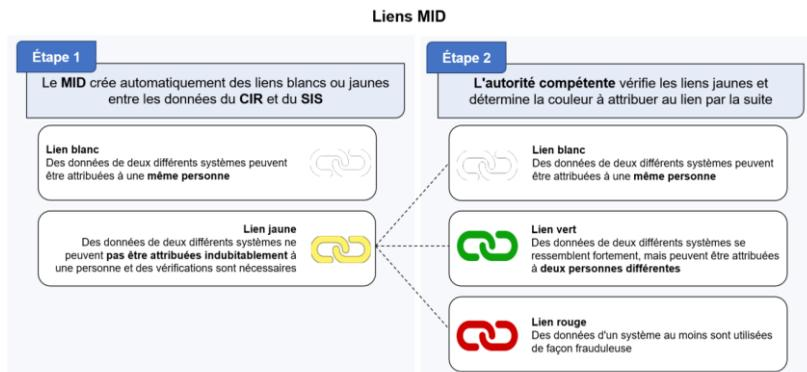 Liens MID
Étape 1
Le MID crée automatiquement des liens blancs ou jaunes
entre les données du CIR et du SIS
Lien blanc
Des données de deux différents systèmes peuvent
être attribuées à une même personne
Lien jaune
Des données de deux différents systèmes ne
peuvent pas être attribuées indubitablement à
une personne et des vérifications sont nécessaires
Étape 2
L'autorité compétente vérifie les liens jaunes et
détermine la couleur à attribuer au lien par la suite
Lien blanc
Des données de deux différents systèmes peuvent
être attribuées à une même personne
Lien vert
Des données de deux différents systèmes se
ressemblent fortement, mais peuvent être attribuées
à deux personnes différentes
Lien rouge
Des données d'un système au moins sont utilisées
de façon frauduleuse